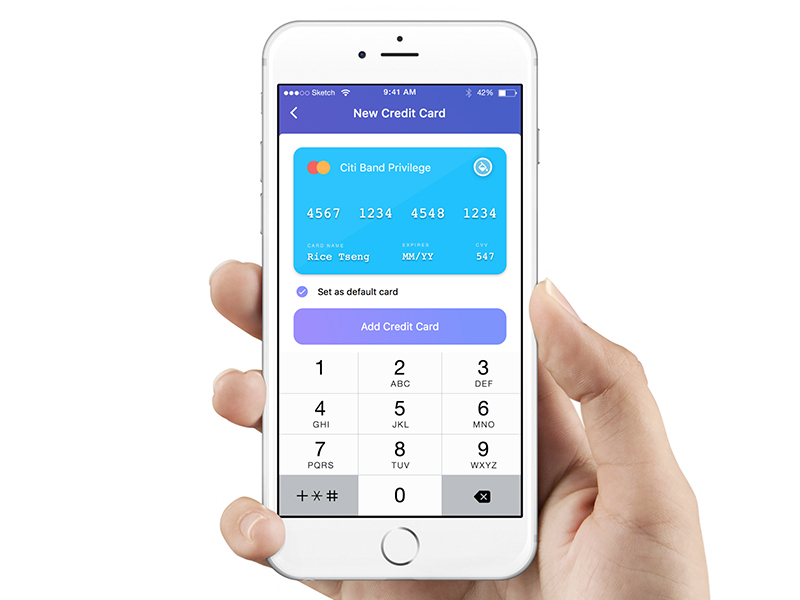 Sketch 9:41 AM 42%
New Credit Card
Citi Band Privilege
4567 1234 4548 1234
CARD NAME EXPIRES CVV
Rice Tseng MM/YY 547
Set as default card
Add Credit Card
1 2 3
ABC DEF
4 5 6
GHI JKL MNO
7 8 9
PQRS TUV WXYZ
+*# 0